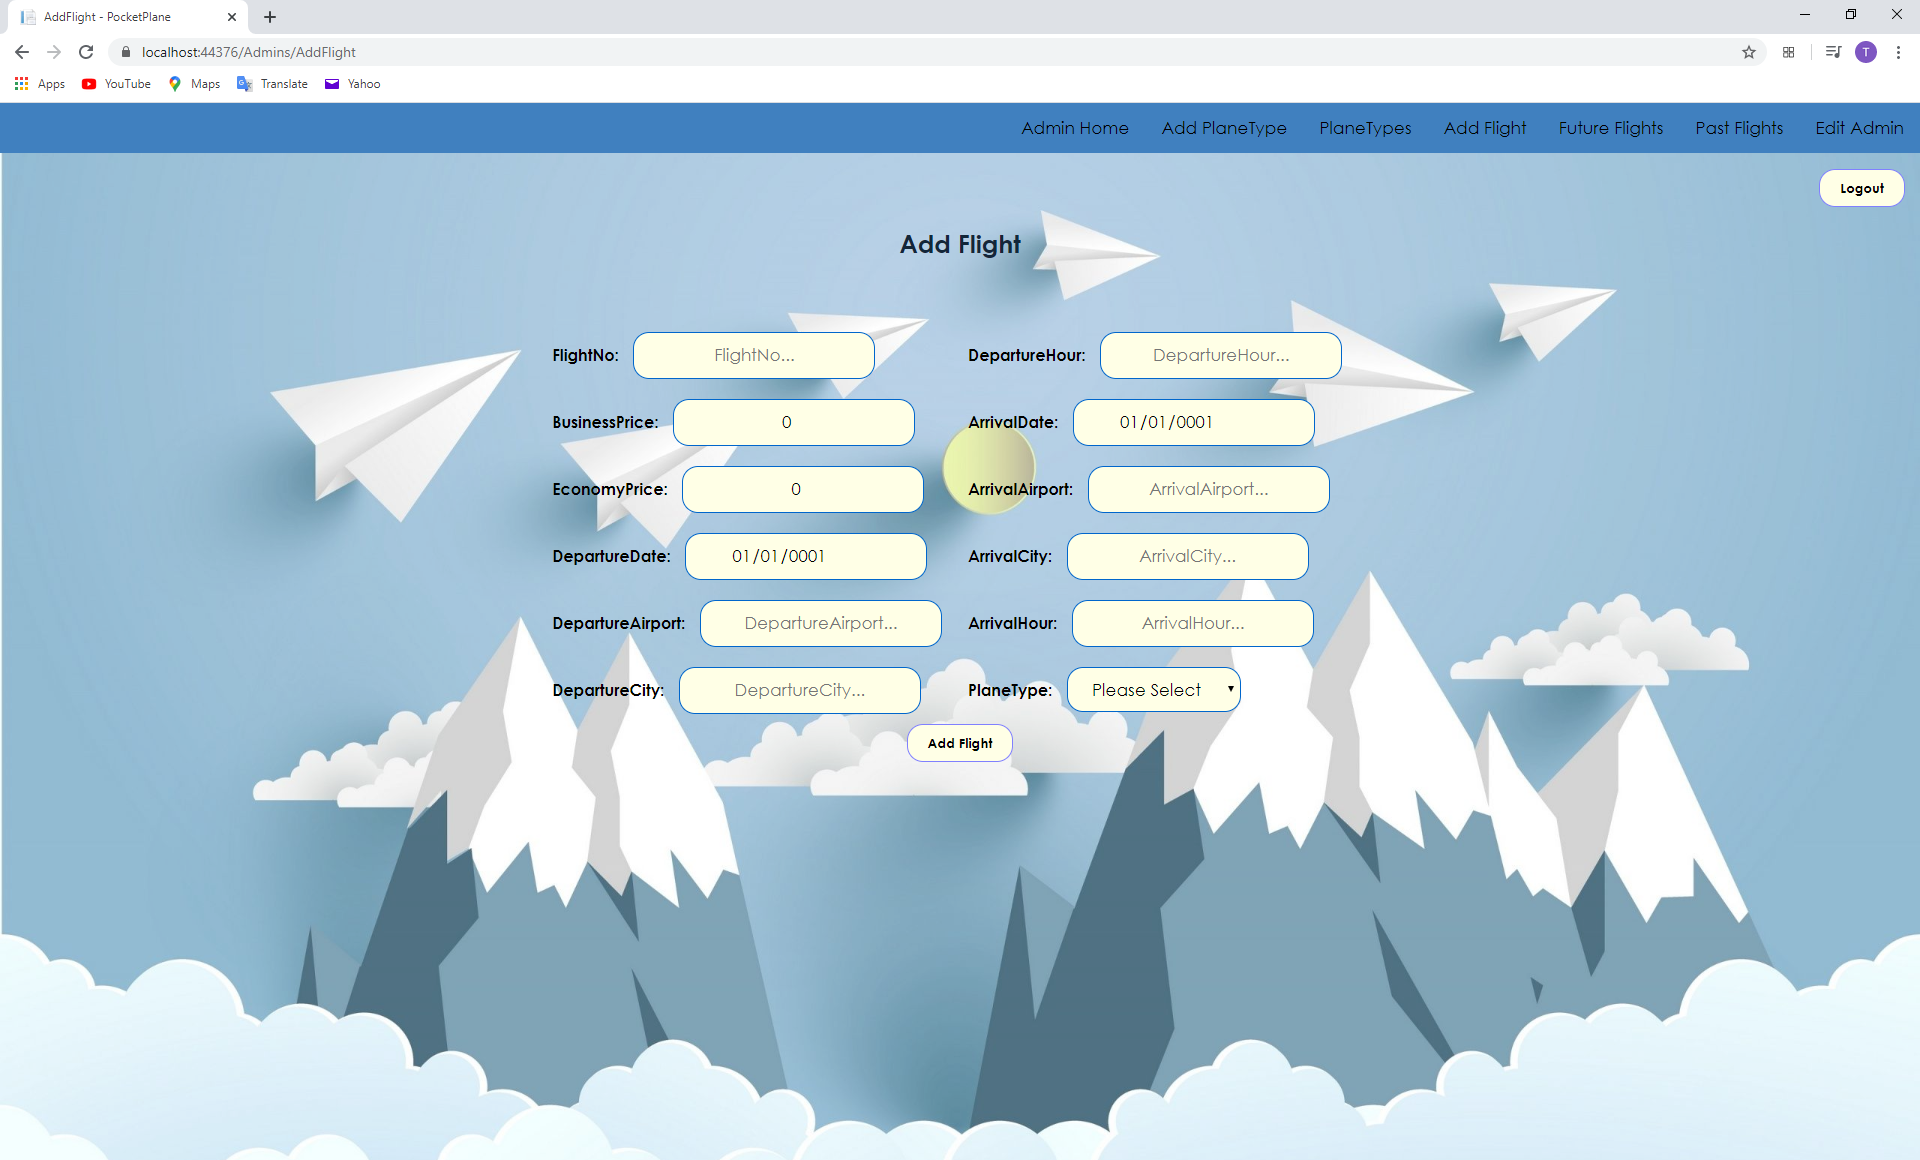 AddFlight - PocketPlane
localhost:44376/Admins/AddFlight
T
Apps YouTube Maps Translate Yahoo
Admin Home Add PlaneType PlaneTypes Add Flight Future Flights Past Flights Edit Admin
Logout
Add Flight
FlightNo: FlightNo...
BusinessPrice: 0
EconomyPrice: 0
DepartureDate: 01/01/0001
DepartureAirport: DepartureAirport...
DepartureCity: DepartureCity...
DepartureHour: DepartureHour...
ArrivalDate: 01/01/0001
ArrivalAirport: ArrivalAirport...
ArrivalCity: ArrivalCity...
ArrivalHour: ArrivalHour...
PlaneType: Please Select
Add Flight